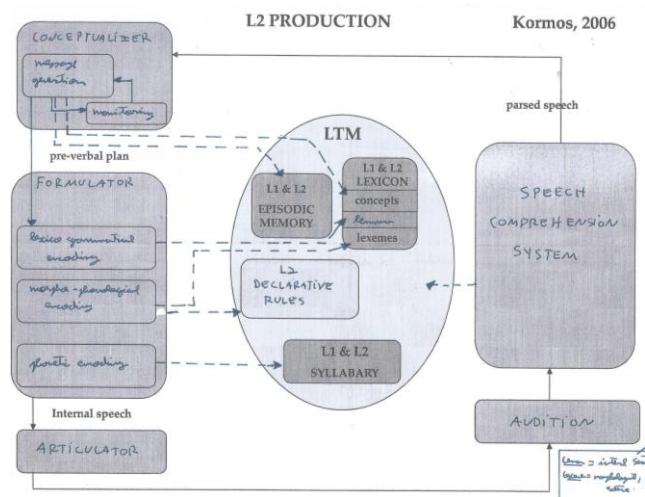 L2 PRODUCTION
Kormos, 2006
CONCEPTUALIZER
message
monitoring
parsed speech
pre-verbal plan
LTM
FORMULATOR
lexico grammatical
encoding
morpho-phonological
encoding
phonetic encoding
L1 & L2
EPISODIC
MEMORY
L1 & L2
LEXICON
concepts
lemmas
lexemes
L2
DECLARATIVE
RULES
L1 & L2
SYLLABARY
SPEECH
COMPREHENSION
SYSTEM
Internal speech
ARTICULATOR
AUDITION